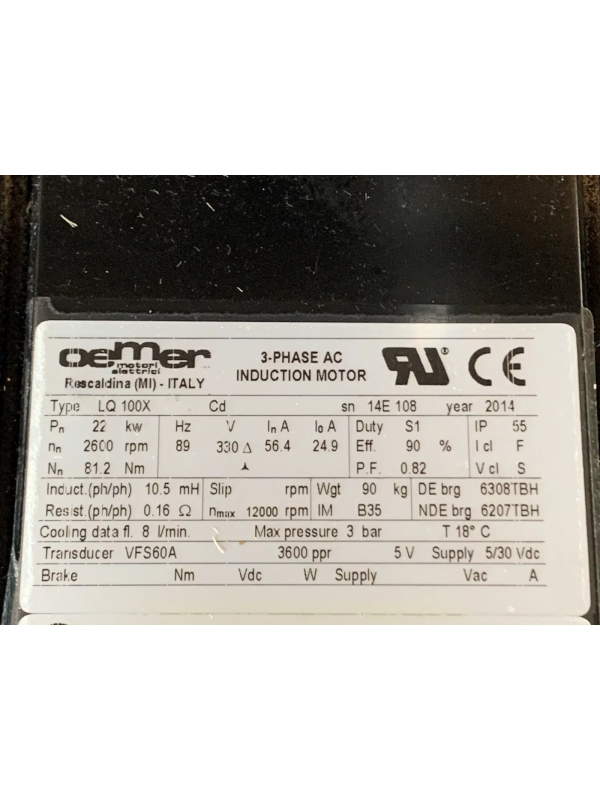 oemer
motori
elettrici
Rescaldina (MI) - ITALY
3-PHASE AC
INDUCTION MOTOR
RU ® CE
Type LQ 100X Cd sn 14E 108 year 2014
Pn 22 kw Hz V In A Io A Duty S1 IP 55
nn 2600 rpm 89 330 Δ 56.4 24.9 Eff. 90 % I cl F
Nn 81.2 Nm P.F. 0.82 V cl S
Induct.(ph/ph) 10.5 mH Slip rpm Wgt 90 kg DE brg 6308TBH
Resist.(ph/ph) 0.16 Ω nmax 12000 rpm IM B35 NDE brg 6207TBH
Cooling data fl. 8 l/min. Max pressure 3 bar T 18° C
Transducer VFS60A 3600 ppr 5 V Supply 5/30 Vdc
Brake Nm Vdc W Supply Vac A